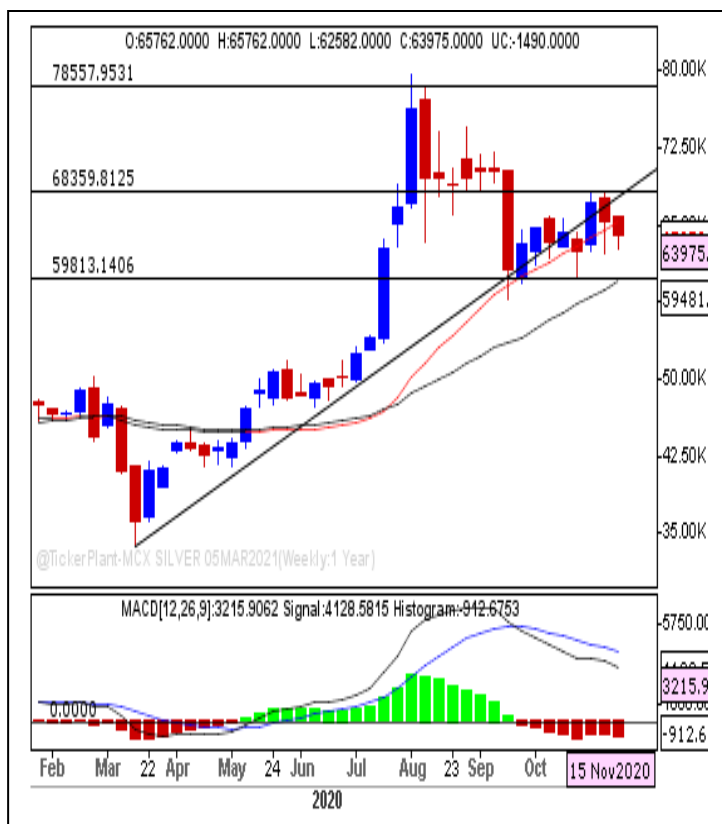 O:65762.0000 H:65762.0000 L:62582.0000 C:63975.0000 UC:-1490.0000
80.00K
78557.9531
72.50K
68359.8125
63975.
59813.1406
59481.
50.00K
42.50K
35.00K
@TickerPlant-MCX SILVER 05MAR2021(Weekly:1 Year)
MACD[12,26,9]:3215.9062 Signal:4128.5815 Histogram:-912.6753
5750.00
3215.9
0.0000
-912.6
Feb Mar 22 Apr May 24 Jun Jul Aug 23 Sep Oct 15 Nov2020
2020